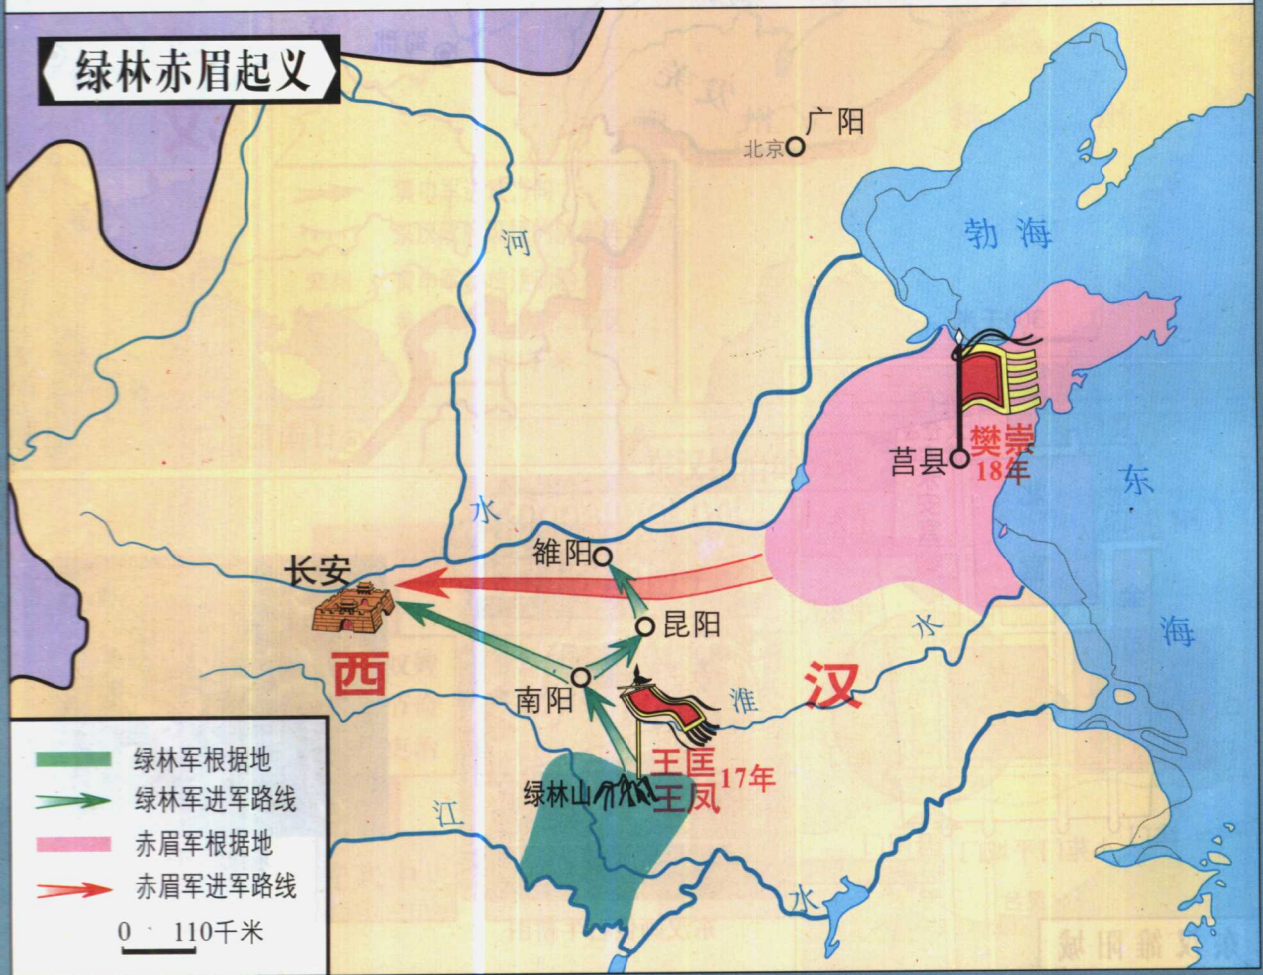 绿林赤眉起义
广阳
北京
河
勃海
樊崇
18年
莒县
东
海
水
雒阳
长安
昆阳
水
西
汉
南阳
淮
王匡
王凤
17年
绿林山
江
水
绿林军根据地
绿林军进军路线
赤眉军根据地
赤眉军进军路线
0 110千米